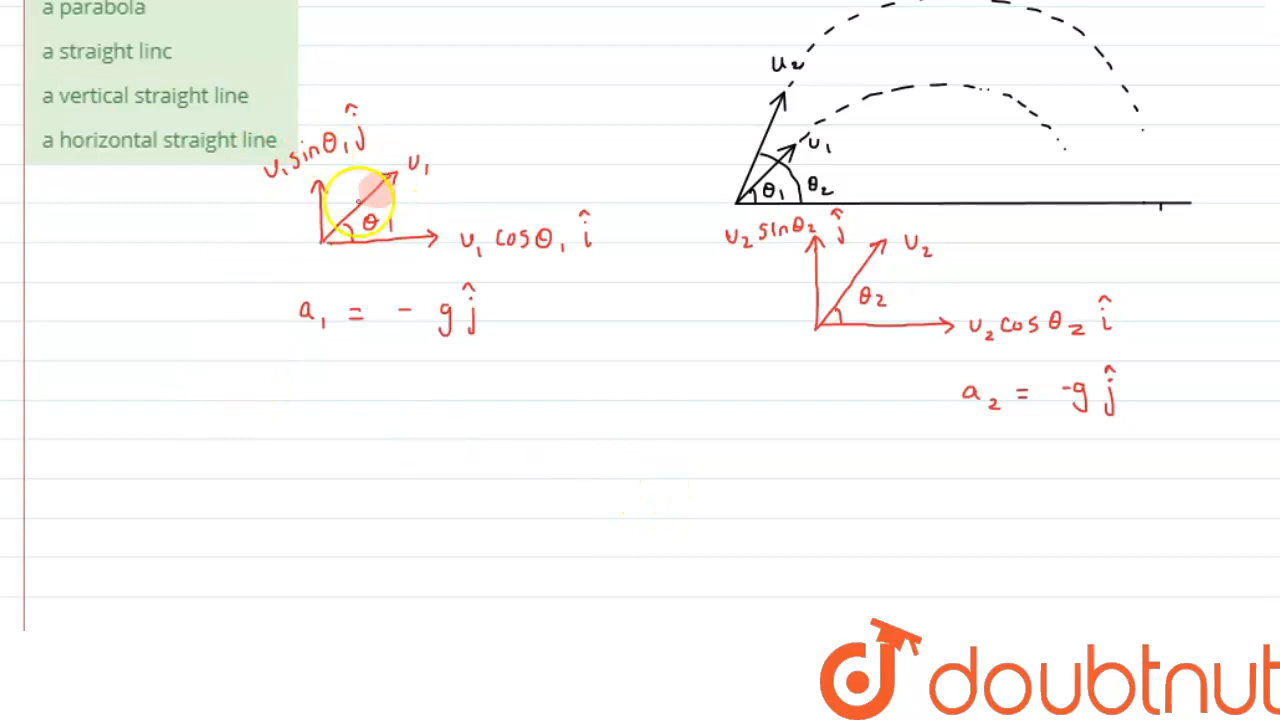 a parabola
a straight linc
a vertical straight line
a horizontal straight line
u₁ sinθ₁ ĵ
u₁
θ₁
u₁ cosθ₁ î
a₁ = - g ĵ
u₂
u₁
θ₁
θ₂
u₂ sinθ₂ ĵ
u₂
θ₂
u₂ cosθ₂ î
a₂ = -g ĵ
doubtnut